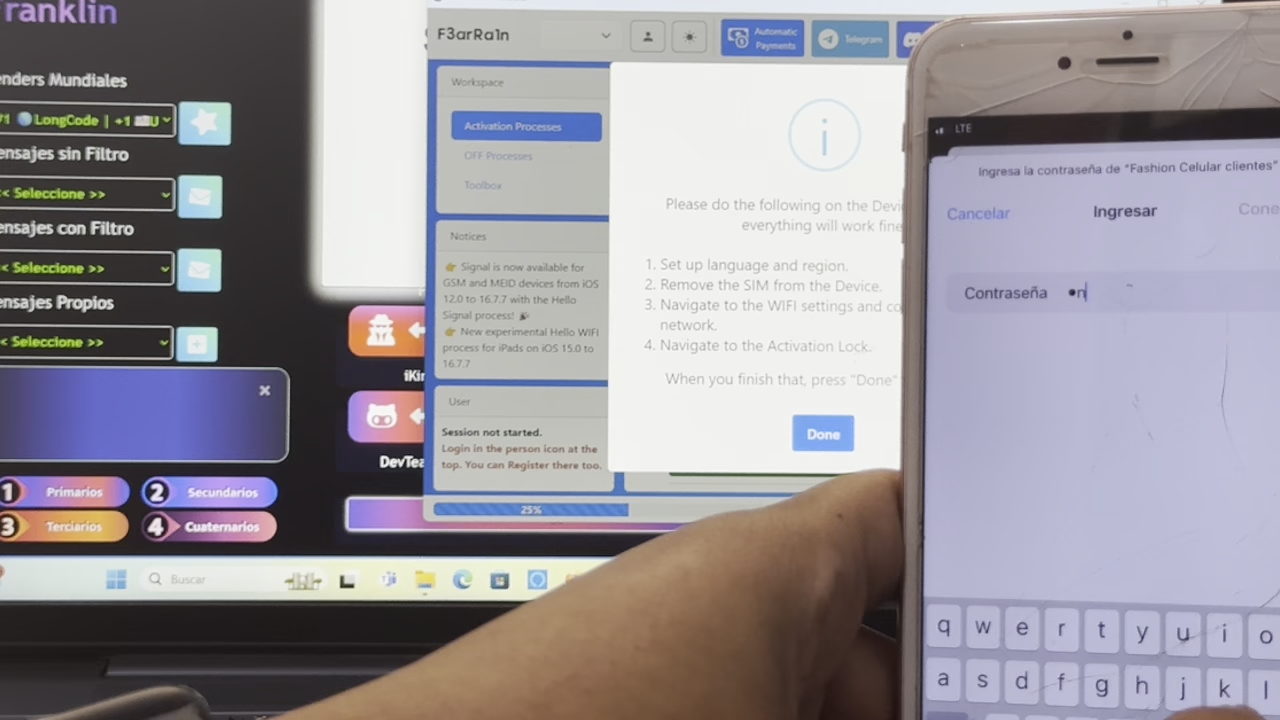 ranklin
enders Mundiales
LongCode | +1
ensajes sin Filtro
< Seleccione >>
ensajes con Filtro
< Seleccione >>
ensajes Propios
< Seleccione >>
1 Primarios
2 Secundarios
3 Terciarios
4 Cuaternarios
iKin
DevTea
Buscar
F3arRa1n
Automatic
Payments
Telegram
Workspace
Activation Processes
OFF Processes
Toolbox
Notices
👉 Signal is now available for
GSM and MEID devices from iOS
12.0 to 16.7.7 with the Hello
Signal process! 🎉
👉 New experimental Hello WIFI
process for iPads on iOS 15.0 to
16.7.7
User
Session not started.
Login in the person icon at the
top. You can Register there too.
25%
Please do the following on the Devi
everything will work fine
1. Set up language and region.
2. Remove the SIM from the Device.
3. Navigate to the WIFI settings and co
network.
4. Navigate to the Activation Lock.
When you finish that, press "Done"
Done
LTE
Ingresa la contraseña de “Fashion Celular clientes”
Cancelar
Ingresar
Cone
Contraseña •n
q w e r t y u i o
a s d f g h j k l